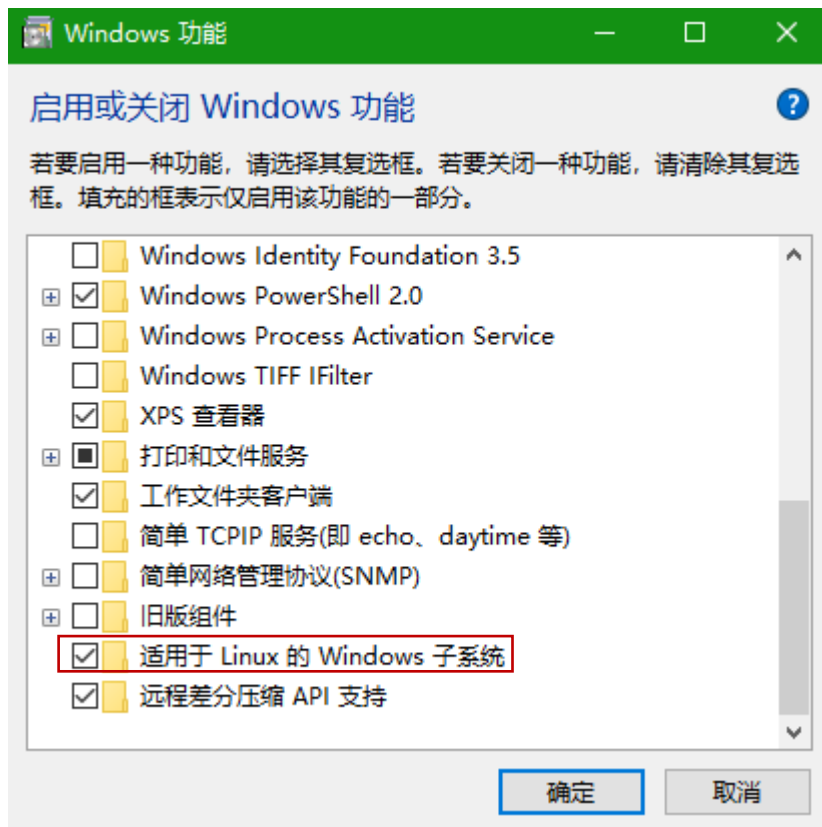 Windows 功能
启用或关闭 Windows 功能
若要启用一种功能，请选择其复选框。若要关闭一种功能，请清除其复选
框。填充的框表示仅启用该功能的一部分。
Windows Identity Foundation 3.5
Windows PowerShell 2.0
Windows Process Activation Service
Windows TIFF IFilter
XPS 查看器
打印和文件服务
工作文件夹客户端
简单 TCPIP 服务(即 echo、daytime 等)
简单网络管理协议(SNMP)
旧版组件
适用于 Linux 的 Windows 子系统
远程差分压缩 API 支持
确定
取消